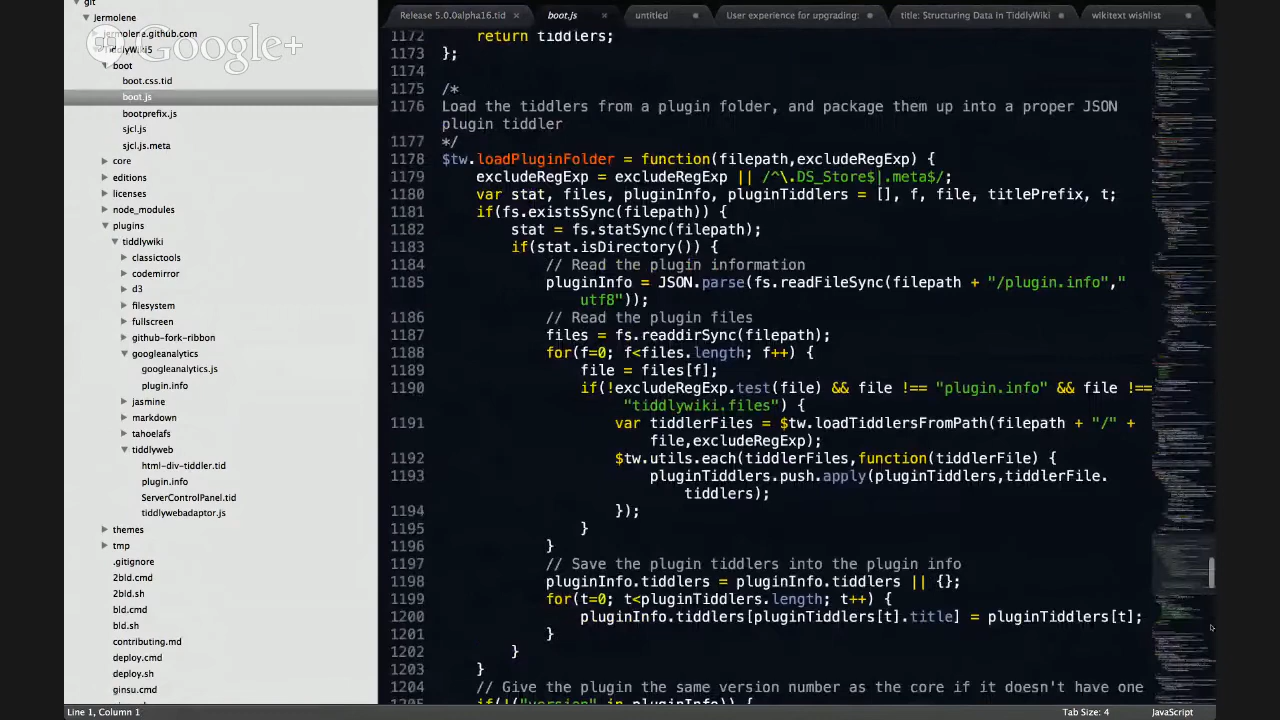 git
Jermolene
jermolene.github.com
TiddlyWiki5
boot
boot.css.tid
boot.js
bootprefix.js
sjcl.js
sjcl.js.meta
core
editions
licenses
node_modules
plugins
tiddlywiki
classictools
codemirror
d3
filesystem
fullscreen
github-fork-ribbon
googleanalytics
googleanalytics.js
plugin.info
jasmine
markdown
tahoelafs
tiddlyweb
html-div-tiddler.tid
plugin.info
ServerControlPanel.tid
tiddlywebadaptor.js
themes
tmp
.gitignore
2bld.cmd
2bld.sh
bld.cmd
bld.sh
contributing.md
deploy.cmd
deploy.sh
ginsu.cmd
Google+
Release 5.0.0alpha16.tid × boot.js × untitled User experience for upgrading: title: Structuring Data in TiddlyWiki wikitext wishlist
1172 return tiddlers;
1173 };
1174
1175 /*
1176 Load the tiddlers from a plugin folder, and package them up into a proper JSON
plugin tiddler
1177 */
1178 $tw.loadPluginFolder = function(filepath,excludeRegExp) {
1179 excludeRegExp = excludeRegExp || /^\.DS_Store$|.meta$/;
1180 var stat, files, pluginInfo, pluginTiddlers = [], f, file, titlePrefix, t;
1181 if(fs.existsSync(filepath)) {
1182 stat = fs.statSync(filepath);
1183 if(stat.isDirectory()) {
1184 // Read the plugin information
1185 pluginInfo = JSON.parse(fs.readFileSync(filepath + "/plugin.info","
utf8"));
1186 // Read the plugin files
1187 files = fs.readdirSync(filepath);
1188 for(f=0; f<files.length; f++) {
1189 file = files[f];
1190 if(!excludeRegExp.test(file) && file !== "plugin.info" && file !==
"tiddlywiki.files") {
1191 var tiddlerFiles = $tw.loadTiddlersFromPath(filepath + "/" +
file,excludeRegExp);
1192 $tw.utils.each(tiddlerFiles,function(tiddlerFile) {
1193 pluginTiddlers.push.apply(pluginTiddlers,tiddlerFile.
tiddlers);
1194 });
1195 }
1196 }
1197 // Save the plugin tiddlers into the plugin info
1198 pluginInfo.tiddlers = pluginInfo.tiddlers || {};
1199 for(t=0; t<pluginTiddlers.length; t++) {
1200 pluginInfo.tiddlers[pluginTiddlers[t].title] = pluginTiddlers[t];
1201 }
1202 }
1203
1204 // Give the plugin the same version number as the core if it doesn't have one
Line 1, Column 1
Tab Size: 4
JavaScript